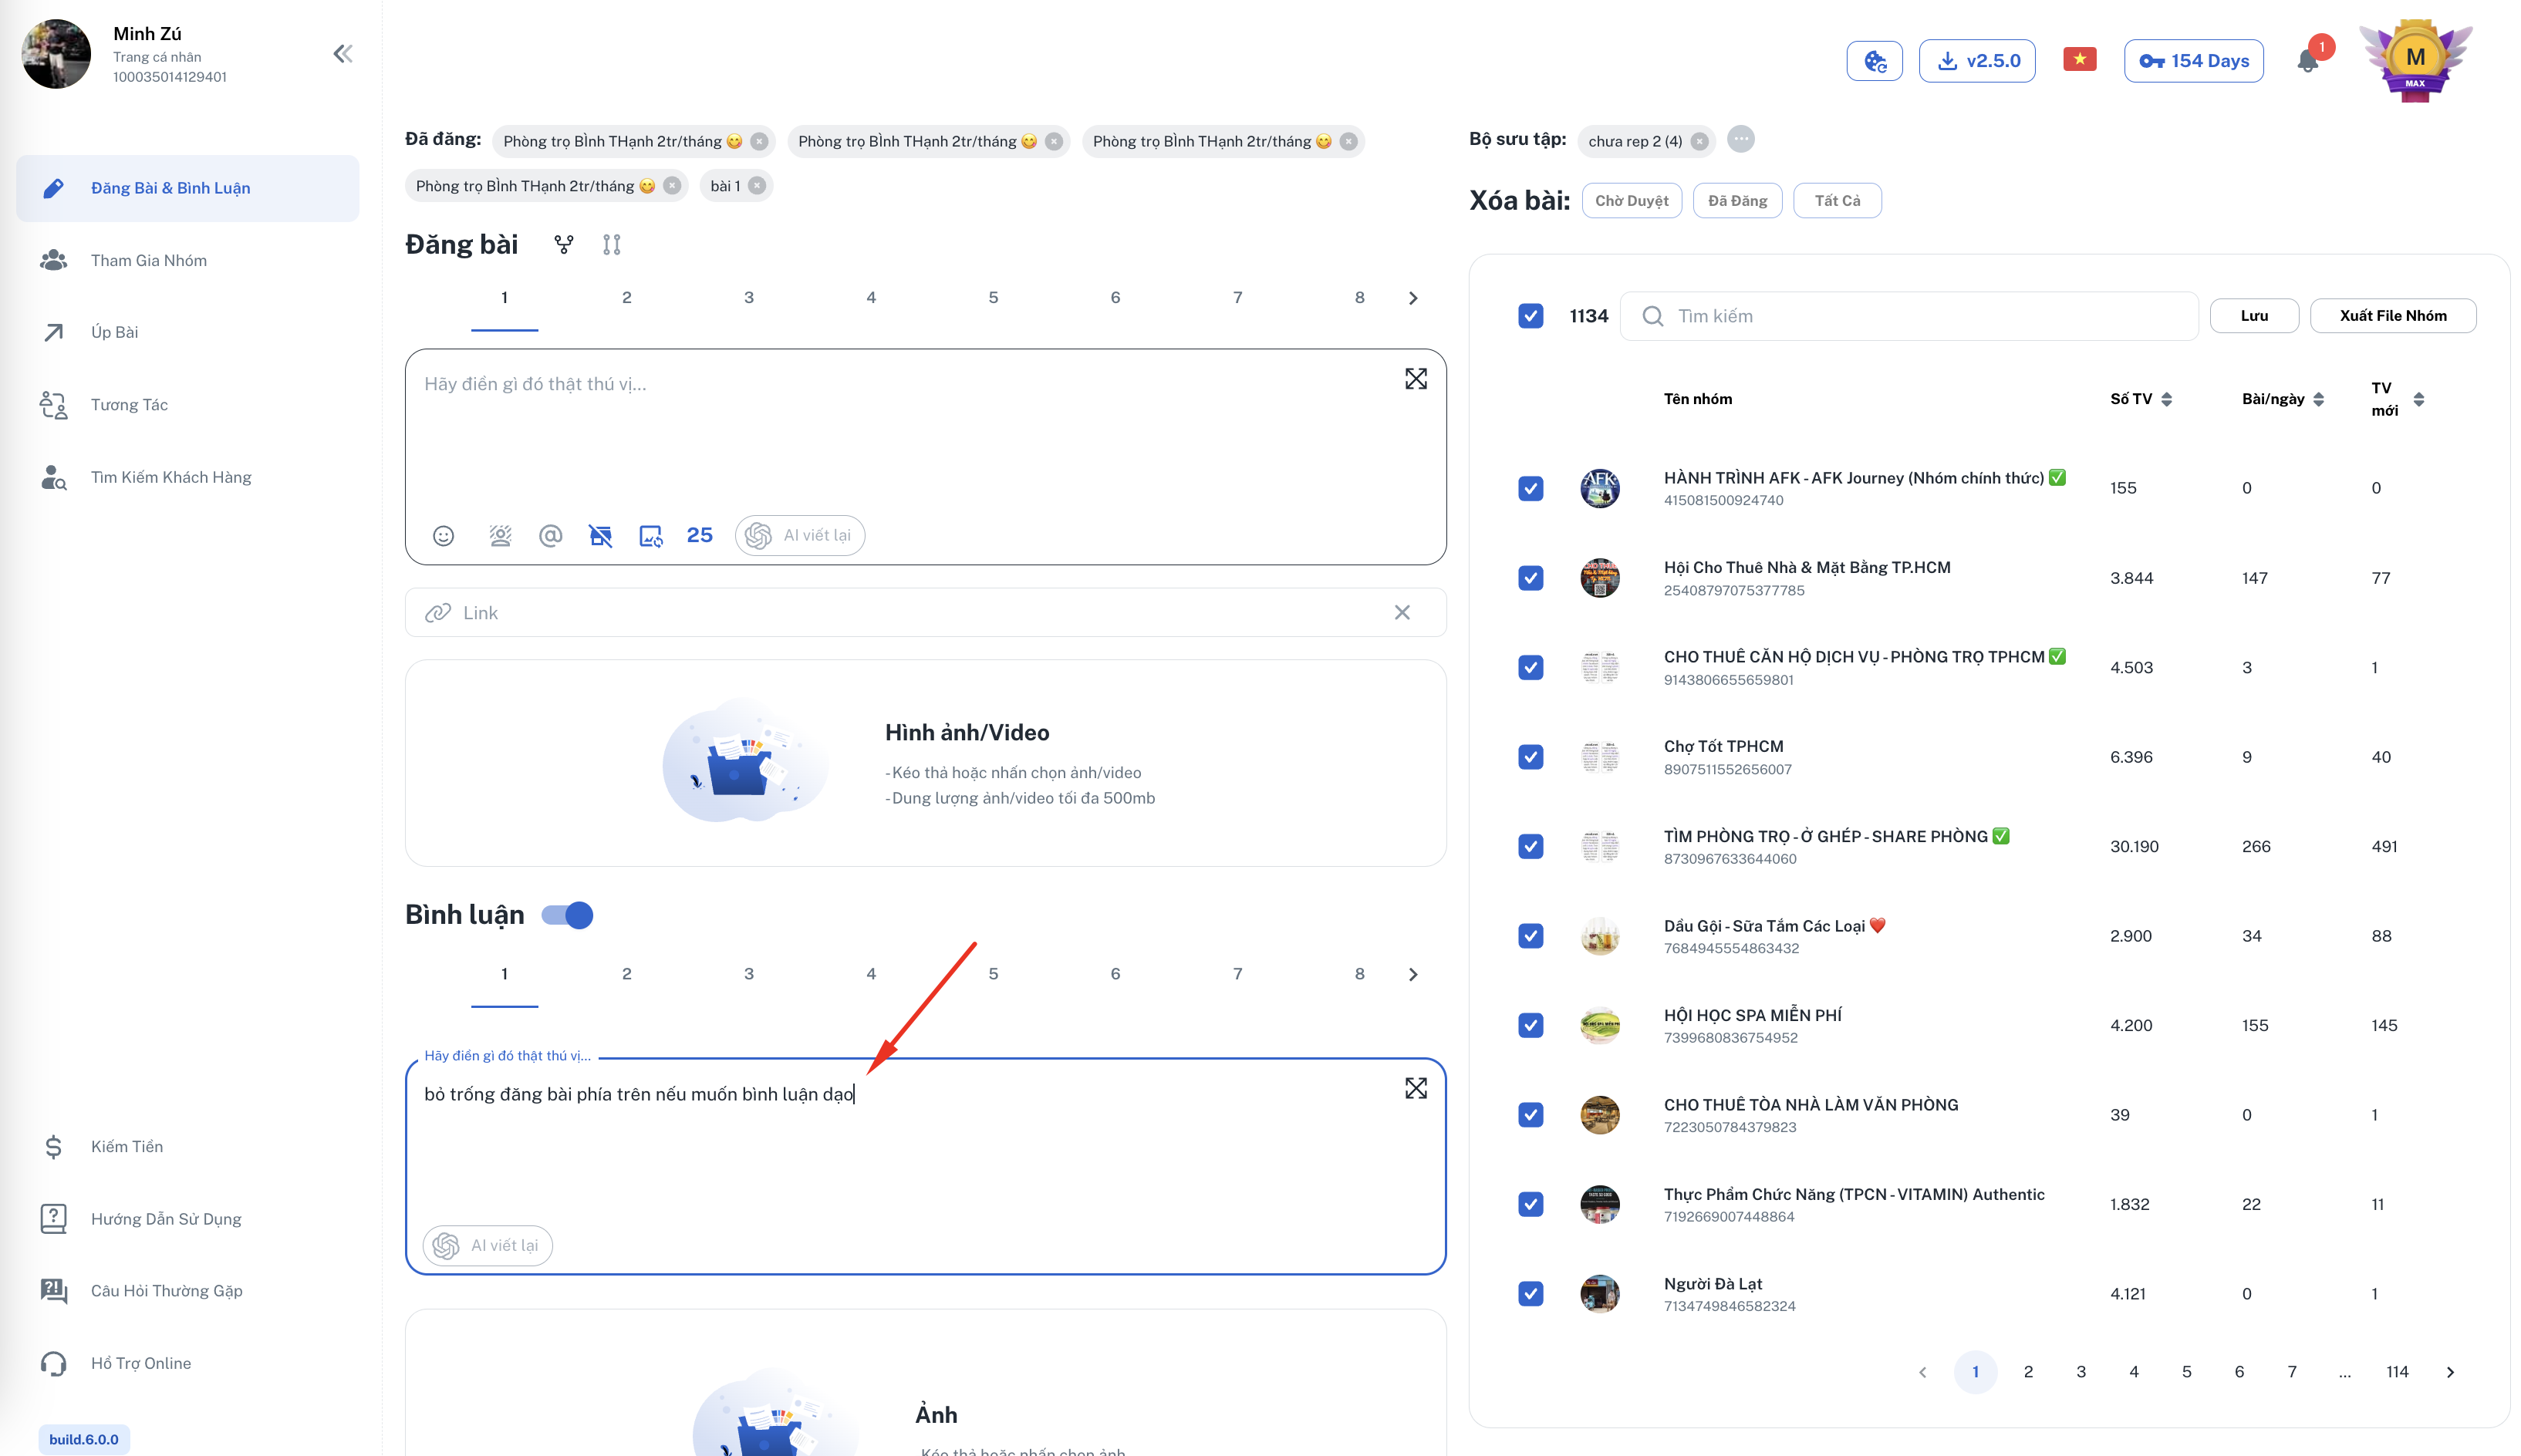 Minh Zú
Trang cá nhân
100035014129401
v2.5.0
154 Days
1
M
MAX
Đăng Bài & Bình Luận
Tham Gia Nhóm
Úp Bài
Tương Tác
Tìm Kiếm Khách Hàng
Kiếm Tiền
Hướng Dẫn Sử Dụng
Câu Hỏi Thường Gặp
Hỗ Trợ Online
build.6.0.0
Đã đăng: Phòng trọ BÌnh THạnh 2tr/tháng 😋 Phòng trọ BÌnh THạnh 2tr/tháng 😋 Phòng trọ BÌnh THạnh 2tr/tháng 😋
Phòng trọ BÌnh THạnh 2tr/tháng 😋 bài 1
Đăng bài
1 2 3 4 5 6 7 8
Hãy điền gì đó thật thú vị...
25 AI viết lại
Link
Hình ảnh/Video
- Kéo thả hoặc nhấn chọn ảnh/video
- Dung lượng ảnh/video tối đa 500mb
Bình luận
1 2 3 4 5 6 7 8
Hãy điền gì đó thật thú vị...
bỏ trống đăng bài phía trên nếu muốn bình luận dạo
AI viết lại
Ảnh
- Kéo thả hoặc nhấn chọn ảnh
Bộ sưu tập: chưa rep 2 (4)
Xóa bài: Chờ Duyệt Đã Đăng Tất Cả
1134 Tìm kiếm Lưu Xuất File Nhóm
Tên nhóm Số TV Bài/ngày TV mới
HÀNH TRÌNH AFK - AFK Journey (Nhóm chính thức) ✅ 155 0 0
415081500924740
Hội Cho Thuê Nhà & Mặt Bằng TP.HCM 3.844 147 77
25408797075377785
CHO THUÊ CĂN HỘ DỊCH VỤ - PHÒNG TRỌ TPHCM ✅ 4.503 3 1
9143806655659801
Chợ Tốt TPHCM 6.396 9 40
8907511552656007
TÌM PHÒNG TRỌ - Ở GHÉP - SHARE PHÒNG ✅ 30.190 266 491
8730967633644060
Dầu Gội - Sữa Tắm Các Loại ❤️ 2.900 34 88
7684945554863432
HỘI HỌC SPA MIỄN PHÍ 4.200 155 145
7399680836754952
CHO THUÊ TÒA NHÀ LÀM VĂN PHÒNG 39 0 1
7223050784379823
Thực Phẩm Chức Năng (TPCN - VITAMIN) Authentic 1.832 22 11
7192669007448864
Người Đà Lạt 4.121 0 1
7134749846582324
1 2 3 4 5 6 7 ... 114